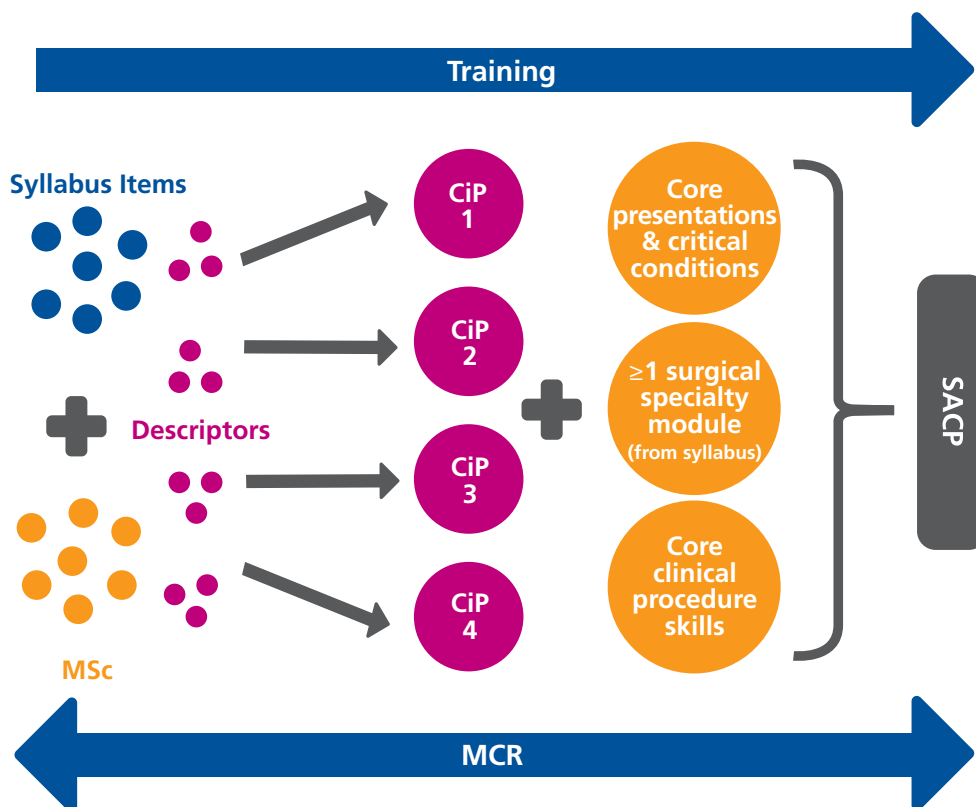 Training
Syllabus Items
Descriptors
MSc
CiP
1
CiP
2
CiP
3
CiP
4
Core
presentations
& critical
conditions
≥1 surgical
specialty
module
(from syllabus)
Core
clinical
procedure
skills
SACP
MCR